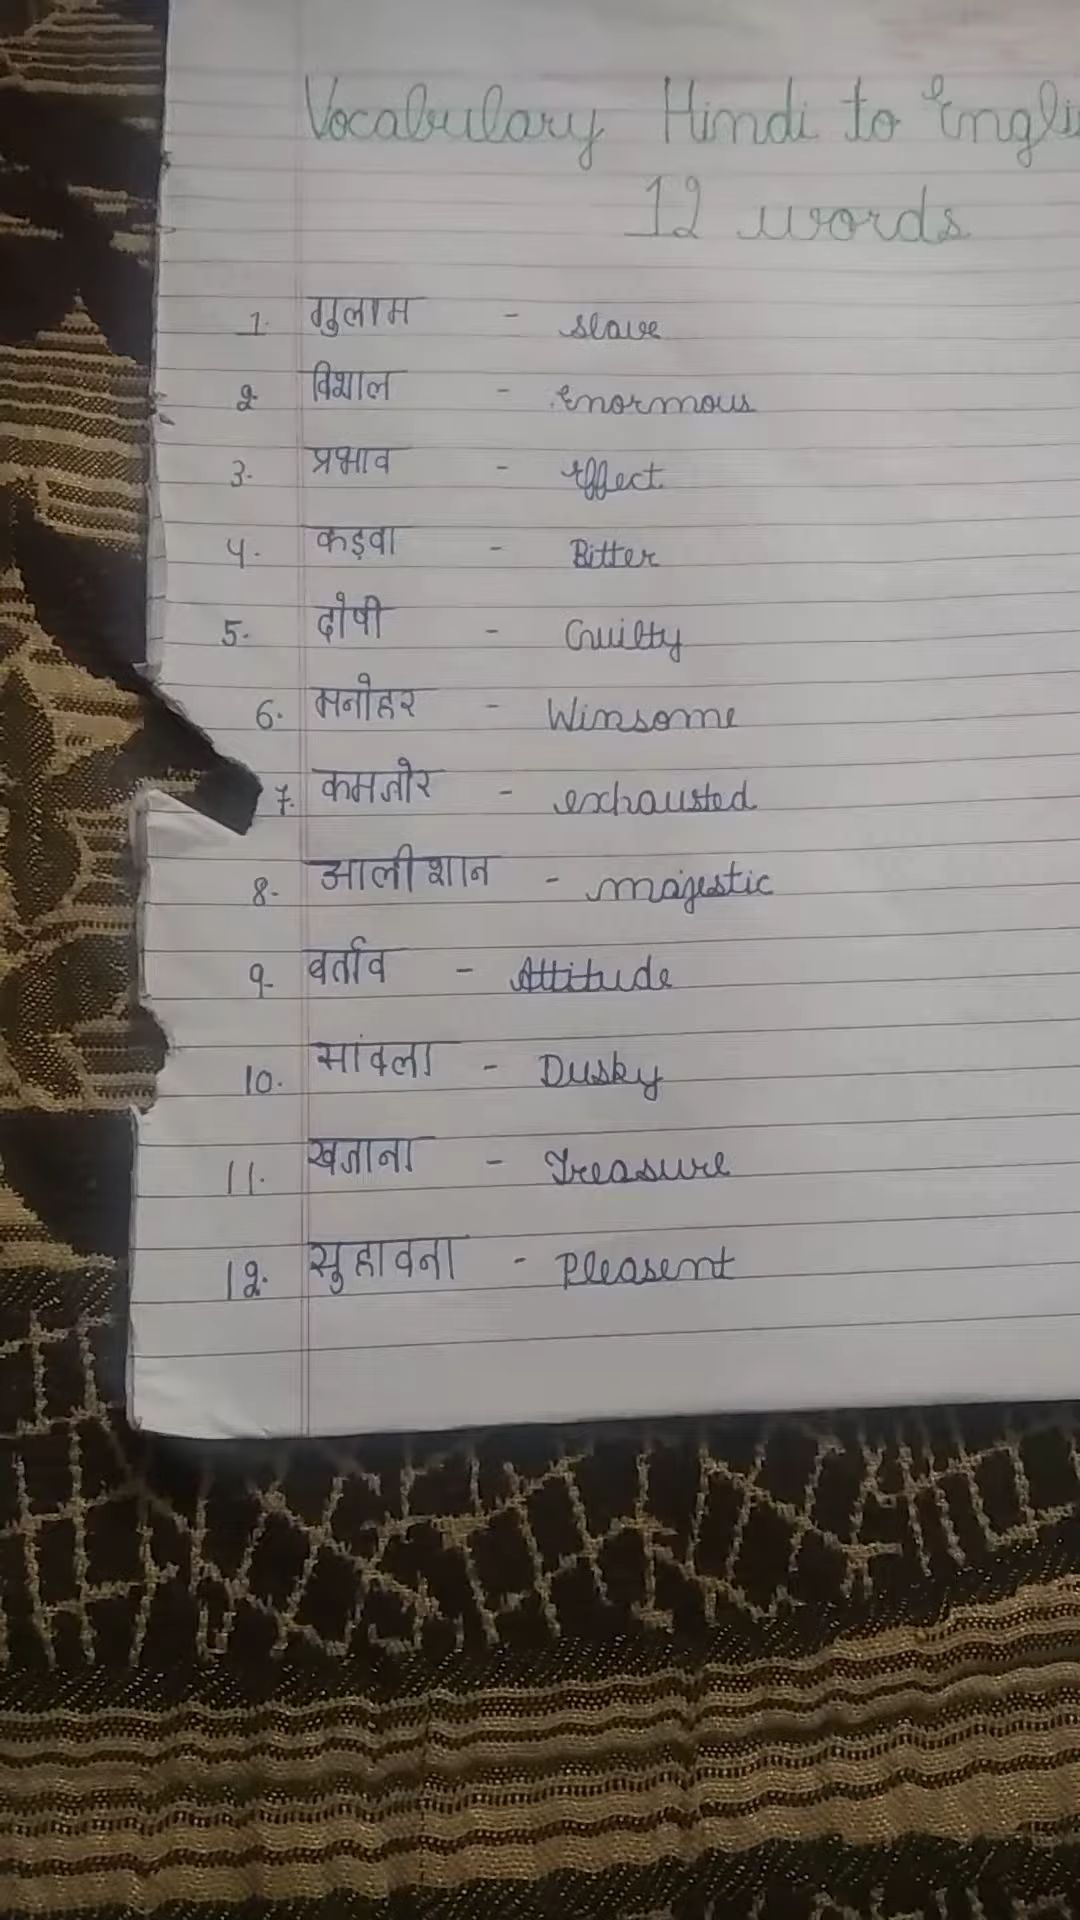 Vocabulary Hindi to Engli
12 words
1. गुलाम - slave
2. विशाल - Enormous
3. प्रभाव - Effect
4. कड़वा - Bitter
5. दोषी - Guilty
6. मनोहर - Winsome
7. कमजोर - exhausted
8. आलीशान - majestic
9. बर्ताव - Attitude
10. सांवला - Dusky
11. खजाना - Treasure
12. सुहावना - Pleasent